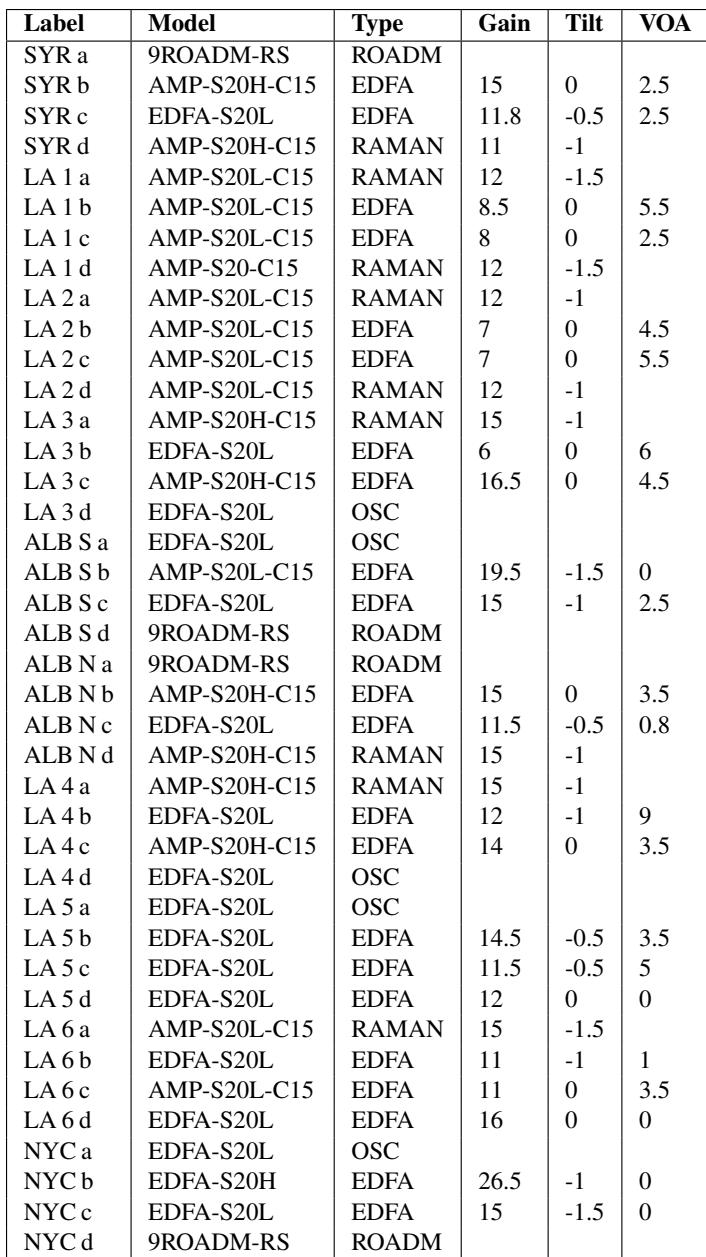 Label Model Type Gain Tilt VOA
SYR a 9ROADM-RS ROADM
SYR b AMP-S20H-C15 EDFA 15 0 2.5
SYR c EDFA-S20L EDFA 11.8 -0.5 2.5
SYR d AMP-S20H-C15 RAMAN 11 -1
LA 1 a AMP-S20L-C15 RAMAN 12 -1.5
LA 1 b AMP-S20L-C15 EDFA 8.5 0 5.5
LA 1 c AMP-S20L-C15 EDFA 8 0 2.5
LA 1 d AMP-S20-C15 RAMAN 12 -1.5
LA 2 a AMP-S20L-C15 RAMAN 12 -1
LA 2 b AMP-S20L-C15 EDFA 7 0 4.5
LA 2 c AMP-S20L-C15 EDFA 7 0 5.5
LA 2 d AMP-S20L-C15 RAMAN 12 -1
LA 3 a AMP-S20H-C15 RAMAN 15 -1
LA 3 b EDFA-S20L EDFA 6 0 6
LA 3 c AMP-S20H-C15 EDFA 16.5 0 4.5
LA 3 d EDFA-S20L OSC
ALB S a EDFA-S20L OSC
ALB S b AMP-S20L-C15 EDFA 19.5 -1.5 0
ALB S c EDFA-S20L EDFA 15 -1 2.5
ALB S d 9ROADM-RS ROADM
ALB N a 9ROADM-RS ROADM
ALB N b AMP-S20H-C15 EDFA 15 0 3.5
ALB N c EDFA-S20L EDFA 11.5 -0.5 0.8
ALB N d AMP-S20H-C15 RAMAN 15 -1
LA 4 a AMP-S20H-C15 RAMAN 15 -1
LA 4 b EDFA-S20L EDFA 12 -1 9
LA 4 c AMP-S20H-C15 EDFA 14 0 3.5
LA 4 d EDFA-S20L OSC
LA 5 a EDFA-S20L OSC
LA 5 b EDFA-S20L EDFA 14.5 -0.5 3.5
LA 5 c EDFA-S20L EDFA 11.5 -0.5 5
LA 5 d EDFA-S20L EDFA 12 0 0
LA 6 a AMP-S20L-C15 RAMAN 15 -1.5
LA 6 b EDFA-S20L EDFA 11 -1 1
LA 6 c AMP-S20L-C15 EDFA 11 0 3.5
LA 6 d EDFA-S20L EDFA 16 0 0
NYC a EDFA-S20L OSC
NYC b EDFA-S20H EDFA 26.5 -1 0
NYC c EDFA-S20L EDFA 15 -1.5 0
NYC d 9ROADM-RS ROADM